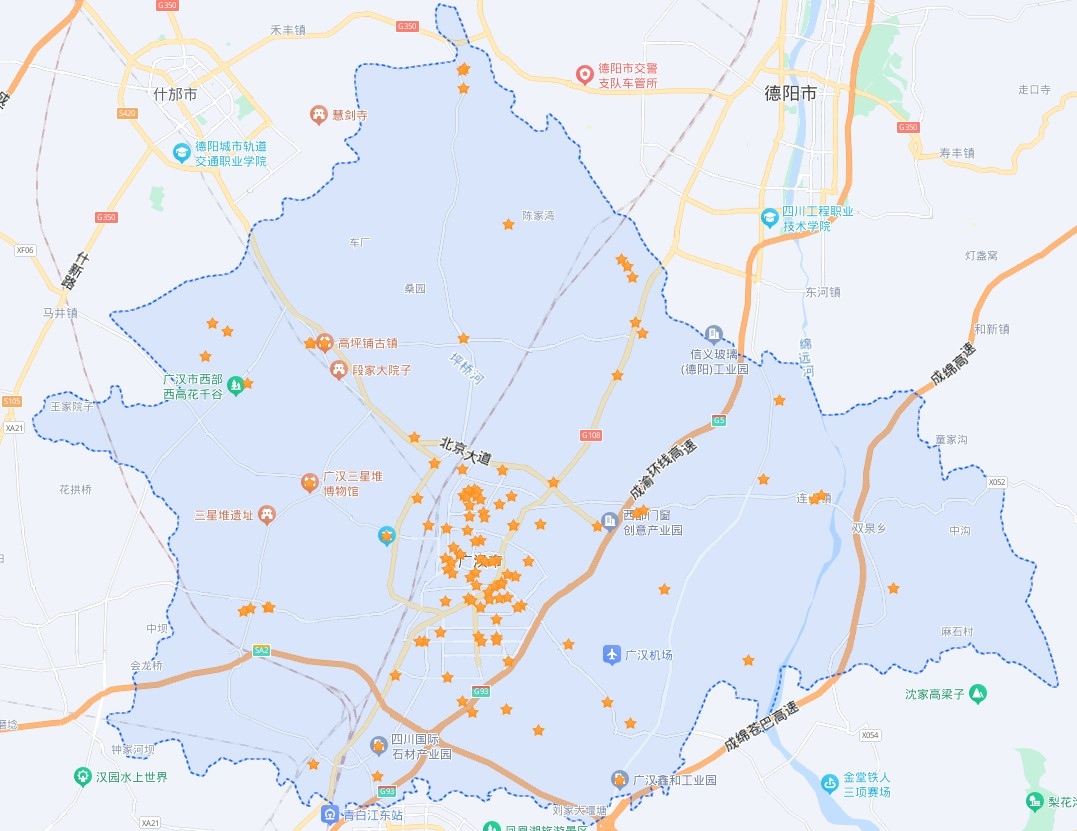 G350
G350
禾丰镇
德阳市交警
支队车管所
德阳市
什邡市
走口寺
S420
慧剑寺
G350
寿丰镇
德阳城市轨道
交通职业学院
G350
陈家湾
四川工程职业
技术学院
车厂
XF06
什新路
灯盏窝
桑园
东河镇
马井镇
和新镇
高坪铺古镇
信义玻璃
(德阳)工业园
绵远河
坪桥河
段家大院子
成绵高速
广汉市西部
西高花千谷
S105
王家院子
XA21
G5
G108
北京大道
童家沟
成渝环线高速
广汉三星堆
博物馆
花拱桥
X052
三星堆遗址
西部门窗
创意产业园
双泉乡
中沟
广汉市
中坝
麻石村
SA2
会龙桥
广汉机场
G93
沈家高梁子
成绵苍巴高速
X054
钟家河坝
四川国际
石材产业园
汉园水上世界
广汉鑫和工业园
金堂铁人
三项赛场
G93
刘家大堰塘
青白江东站
XA21